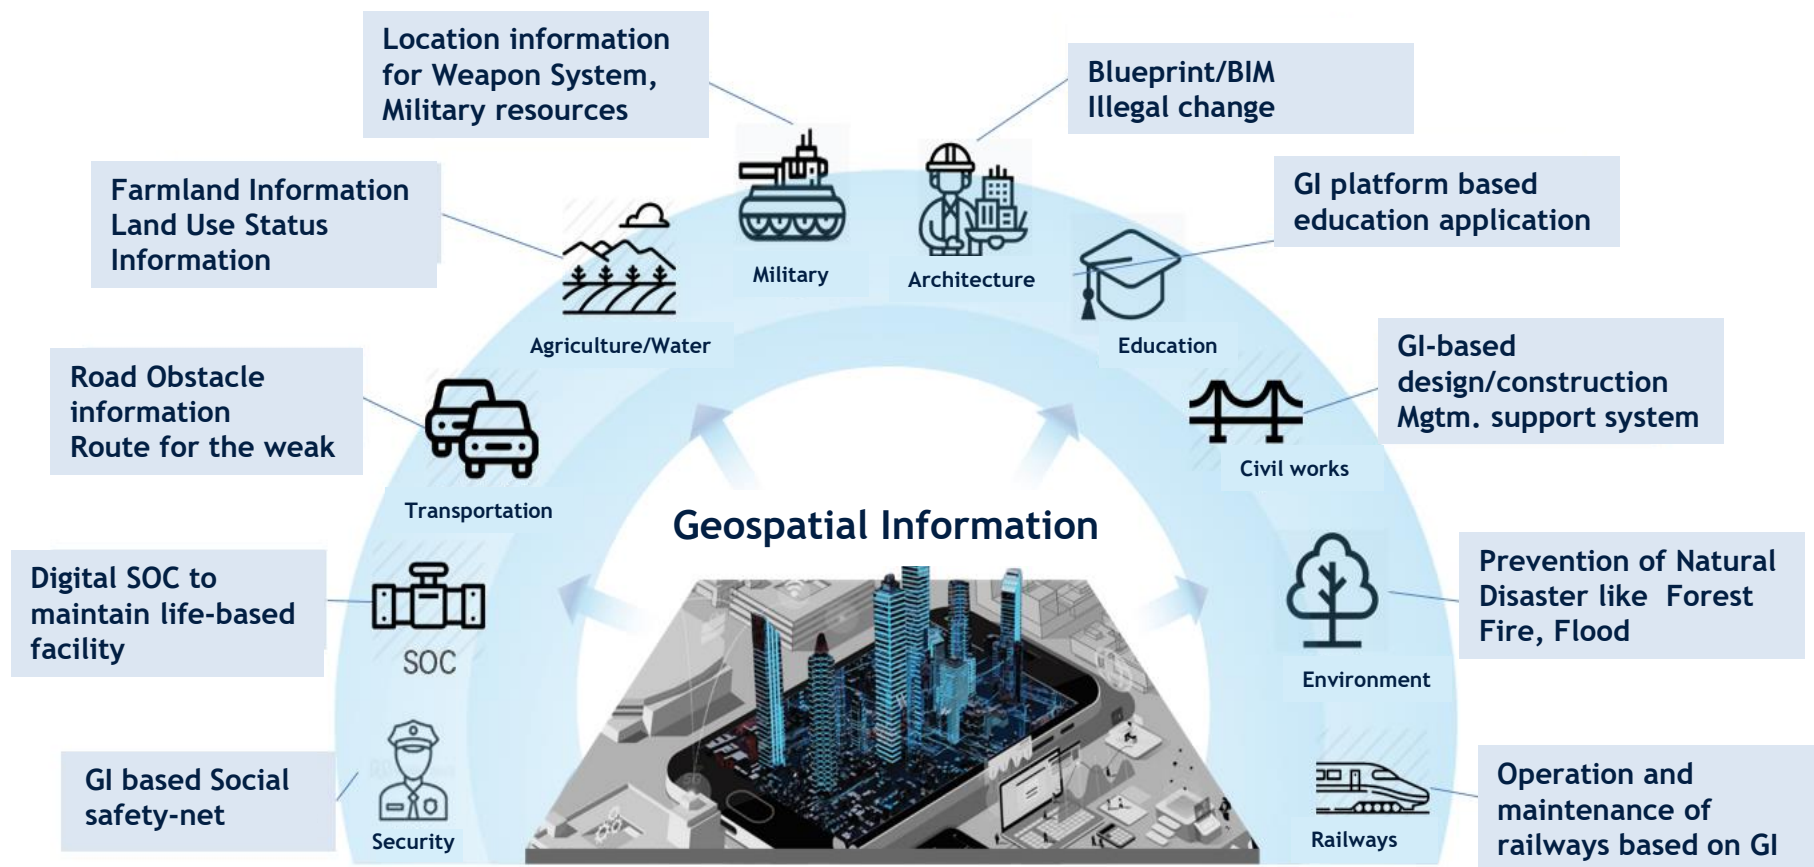 Location information
for Weapon System,
Military resources
Blueprint/BIM
Illegal change
Farmland Information
Land Use Status
Information
GI platform based
education application
Military
Architecture
Agriculture/Water
Education
Road Obstacle
information
Route for the weak
GI-based
design/construction
Mgtm. support system
Civil works
Transportation
Geospatial Information
Digital SOC to
maintain life-based
facility
SOC
Prevention of Natural
Disaster like Forest
Fire, Flood
Environment
GI based Social
safety-net
Security
Operation and
maintenance of
railways based on GI
Railways